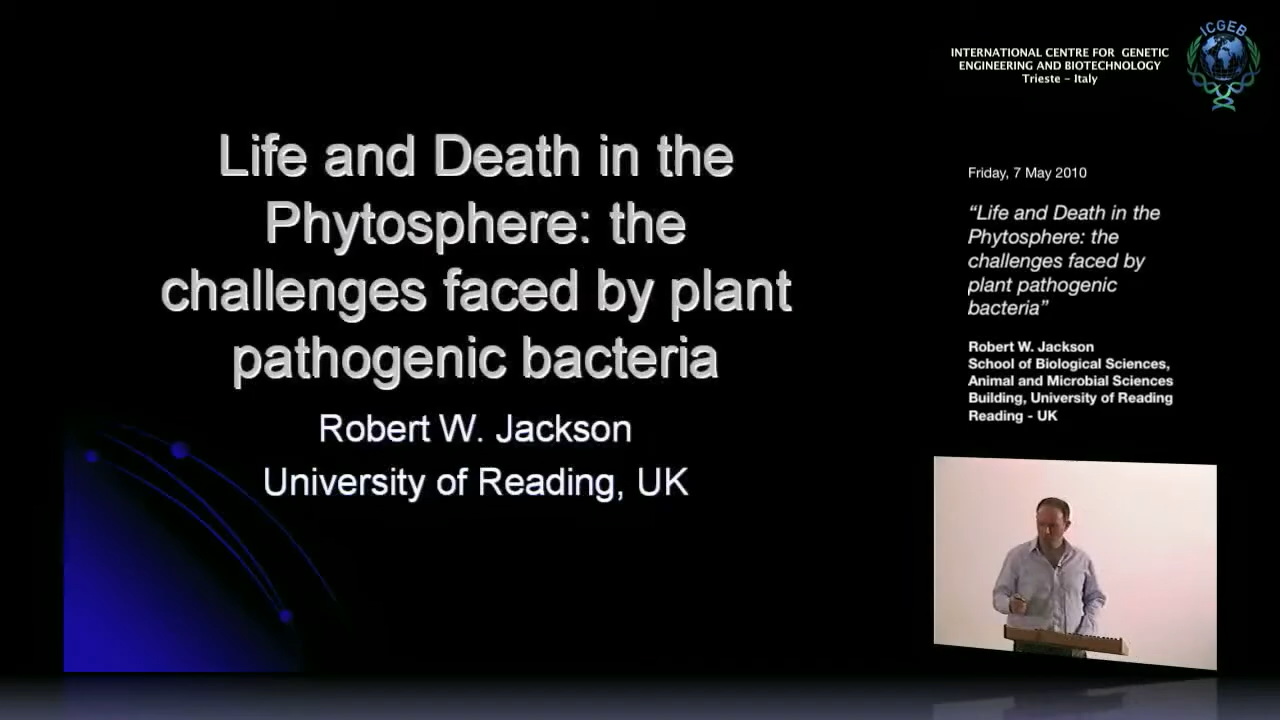 Life and Death in the
Phytosphere: the
challenges faced by plant
pathogenic bacteria
Robert W. Jackson
University of Reading, UK
INTERNATIONAL CENTRE FOR GENETIC
ENGINEERING AND BIOTECHNOLOGY
Trieste - Italy
ICGEB
Friday, 7 May 2010
“Life and Death in the
Phytosphere: the
challenges faced by
plant pathogenic
bacteria”
Robert W. Jackson
School of Biological Sciences,
Animal and Microbial Sciences
Building, University of Reading
Reading - UK